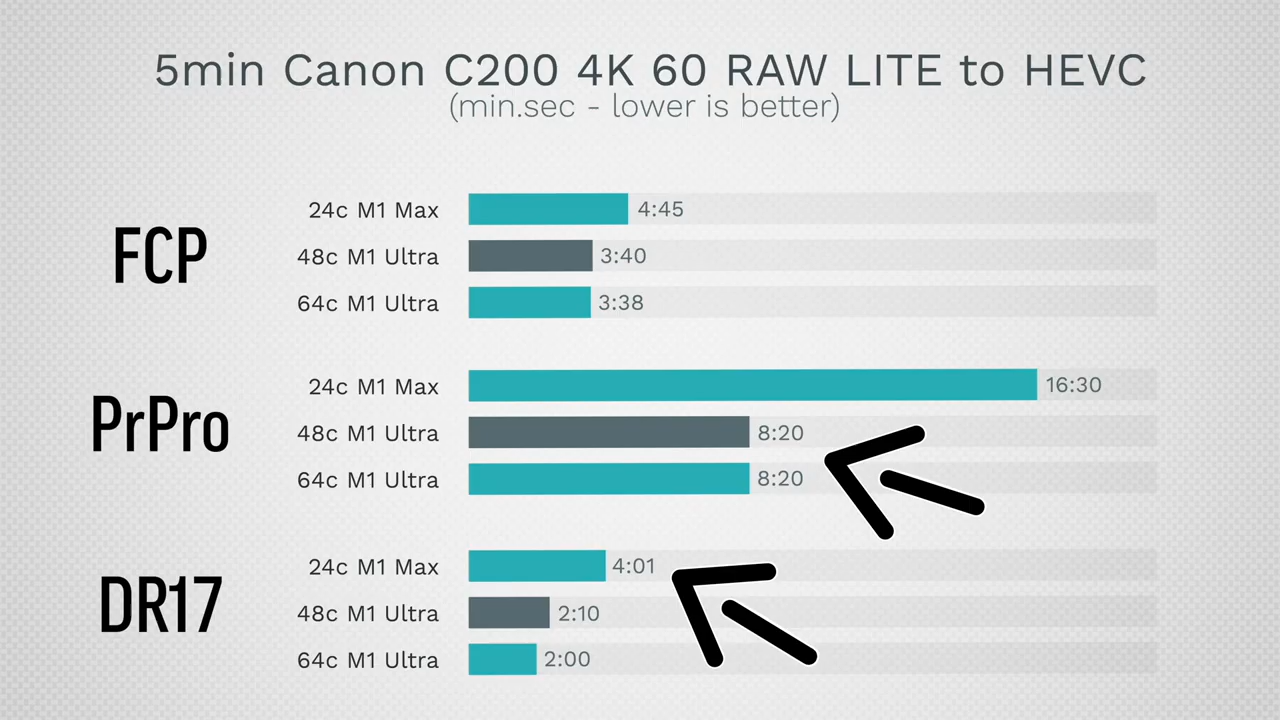 5min Canon C200 4K 60 RAW LITE to HEVC
(min.sec - lower is better)
FCP
24c M1 Max 4:45
48c M1 Ultra 3:40
64c M1 Ultra 3:38
PrPro
24c M1 Max 16:30
48c M1 Ultra 8:20
64c M1 Ultra 8:20
DR17
24c M1 Max 4:01
48c M1 Ultra 2:10
64c M1 Ultra 2:00